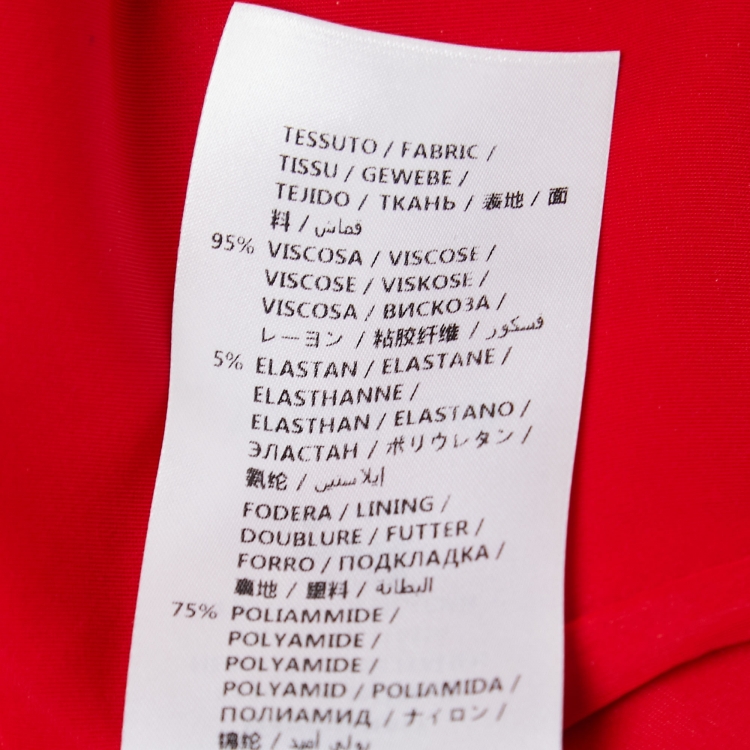 TESSUTO / FABRIC /
TISSU / GEWEBE /
TEJIDO / ТКАНЬ / 表地 / 面
料 / قماش
95% VISCOSA / VISCOSE /
VISCOSE / VISKOSE /
VISCOSA / ВИСКОЗА /
レーヨン / 粘胶纤维 / فسكوز
5% ELASTAN / ELASTANE /
ELASTHANNE /
ELASTHAN / ELASTANO /
ЭЛАСТАН / ポリウレタン /
氨纶 / إيلاستين
FODERA / LINING /
DOUBLURE / FUTTER /
FORRO / ПОДКЛАДКА /
裏地 / 里料 / البطانة
75% POLIAMMIDE /
POLYAMIDE /
POLYAMIDE /
POLYAMID / POLIAMIDA /
ПОЛИАМИД / ナイロン /
锦纶 / بولي أميد